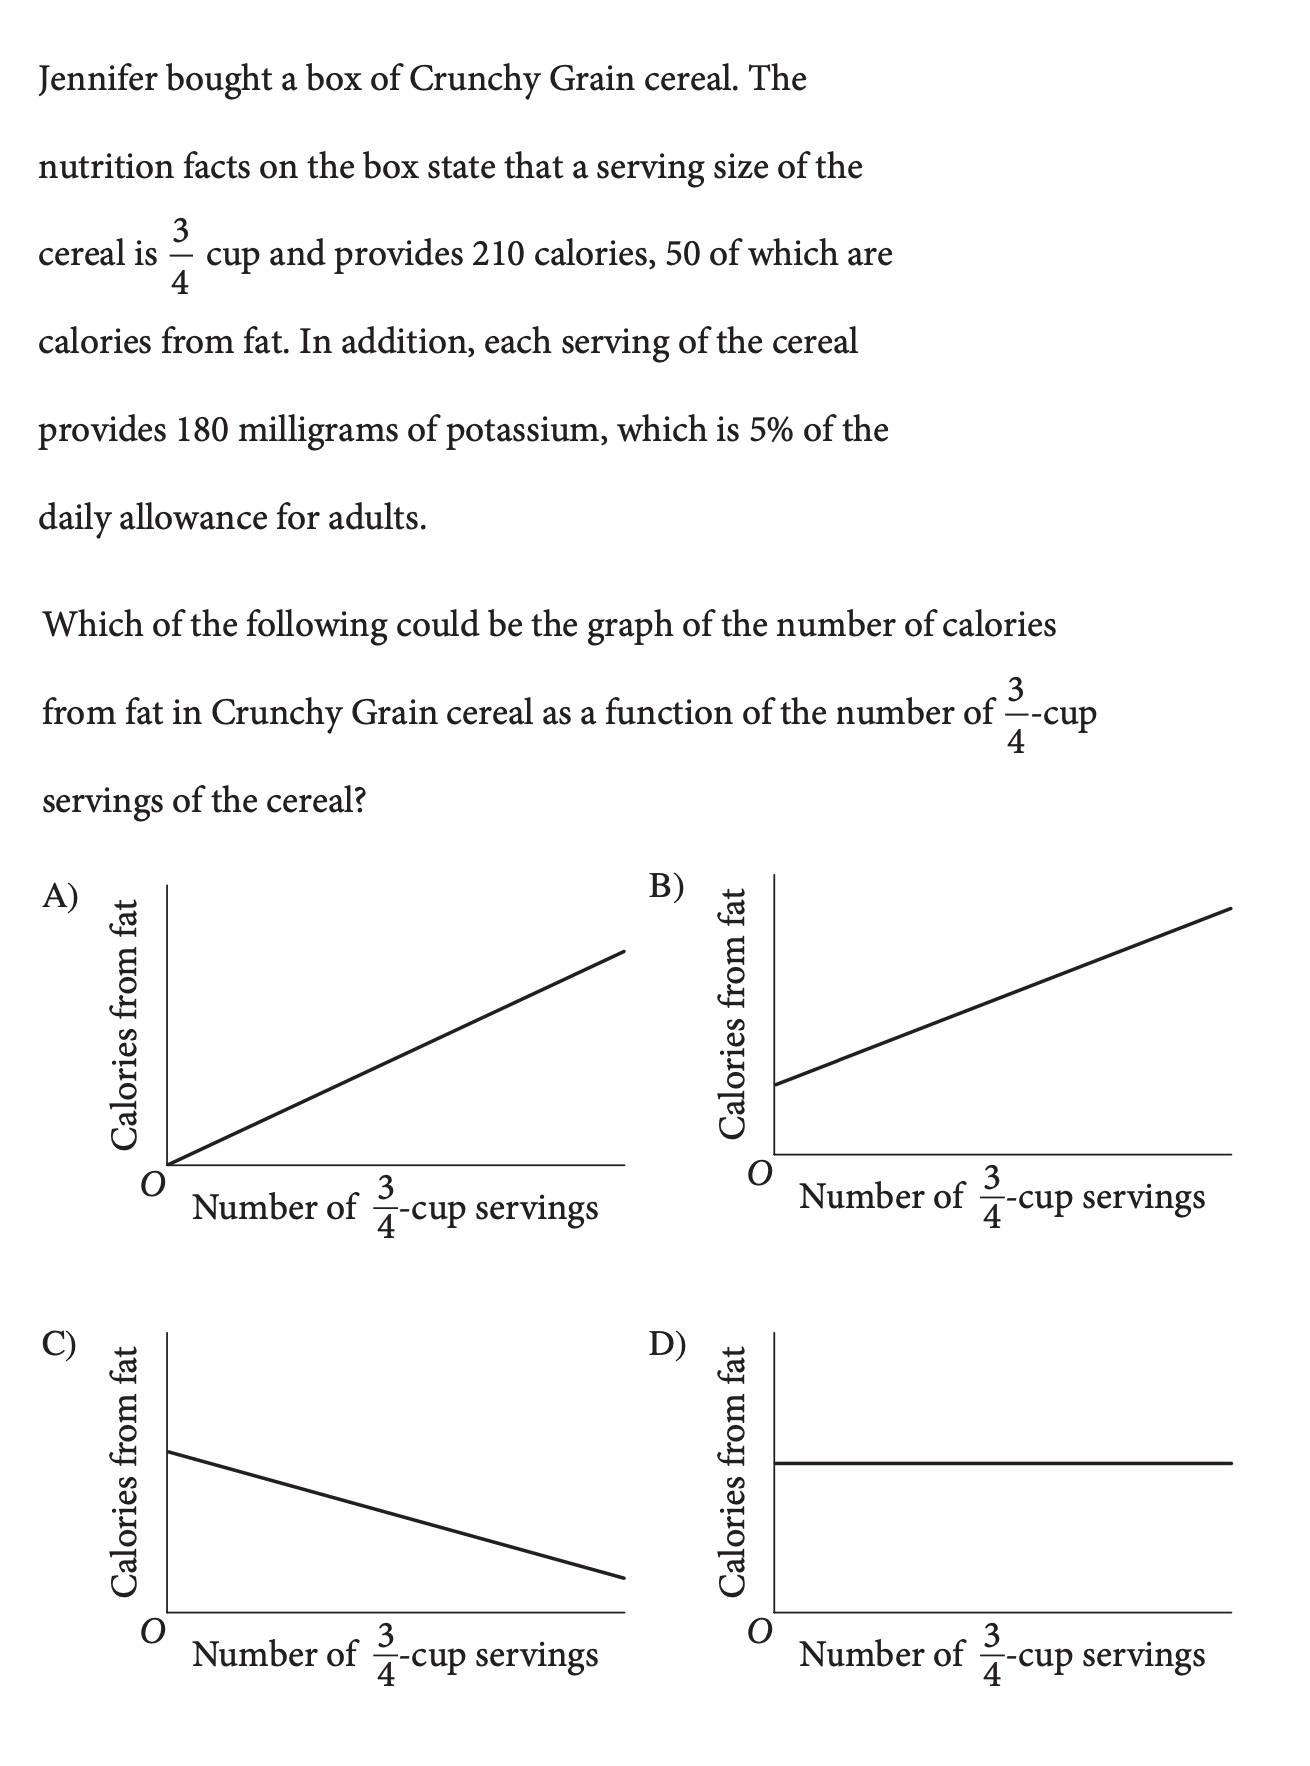 Jennifer bought a box of Crunchy Grain cereal. The
nutrition facts on the box state that a serving size of the
cereal is 3/4 cup and provides 210 calories, 50 of which are
calories from fat. In addition, each serving of the cereal
provides 180 milligrams of potassium, which is 5% of the
daily allowance for adults.
Which of the following could be the graph of the number of calories
from fat in Crunchy Grain cereal as a function of the number of 3/4-cup
servings of the cereal?
A)
Calories from fat
O
Number of 3/4-cup servings
B)
Calories from fat
O
Number of 3/4-cup servings
C)
Calories from fat
O
Number of 3/4-cup servings
D)
Calories from fat
O
Number of 3/4-cup servings